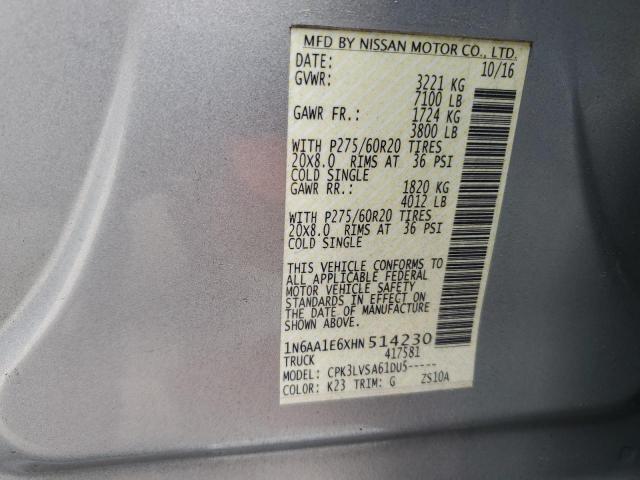 MFD BY NISSAN MOTOR CO., LTD.
DATE: 10/16
GVWR: 3221 KG
7100 LB
GAWR FR.: 1724 KG
3800 LB
WITH P275/60R20 TIRES
20X8.0 RIMS AT 36 PSI
COLD SINGLE
GAWR RR.: 1820 KG
4012 LB
WITH P275/60R20 TIRES
20X8.0 RIMS AT 36 PSI
COLD SINGLE
THIS VEHICLE CONFORMS TO
ALL APPLICABLE FEDERAL
MOTOR VEHICLE SAFETY
STANDARDS IN EFFECT ON
THE DATE OF MANUFACTURE
SHOWN ABOVE.
1N6AA1E6XHN514230
TRUCK 417581
MODEL: CPK3LVSA61DU5-----
COLOR: K23 TRIM: G ZS10A